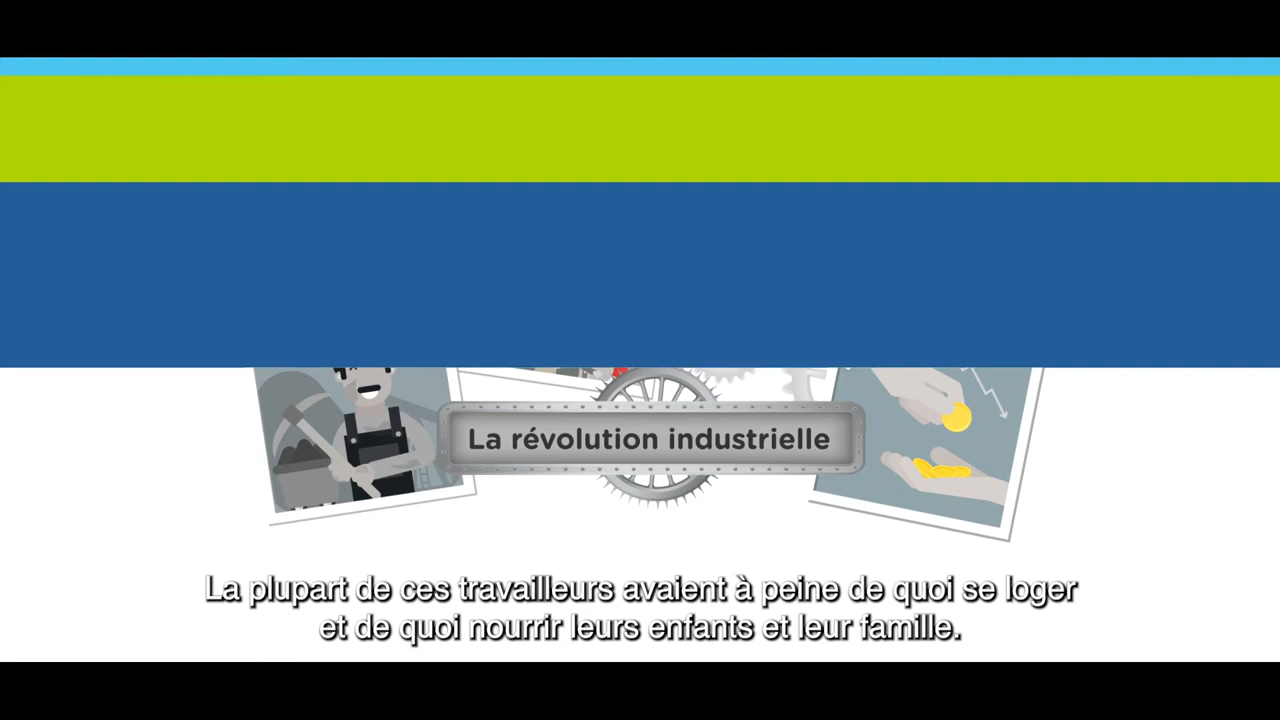 La révolution industrielle
La plupart de ces travailleurs avaient à peine de quoi se loger
et de quoi nourrir leurs enfants et leur famille.